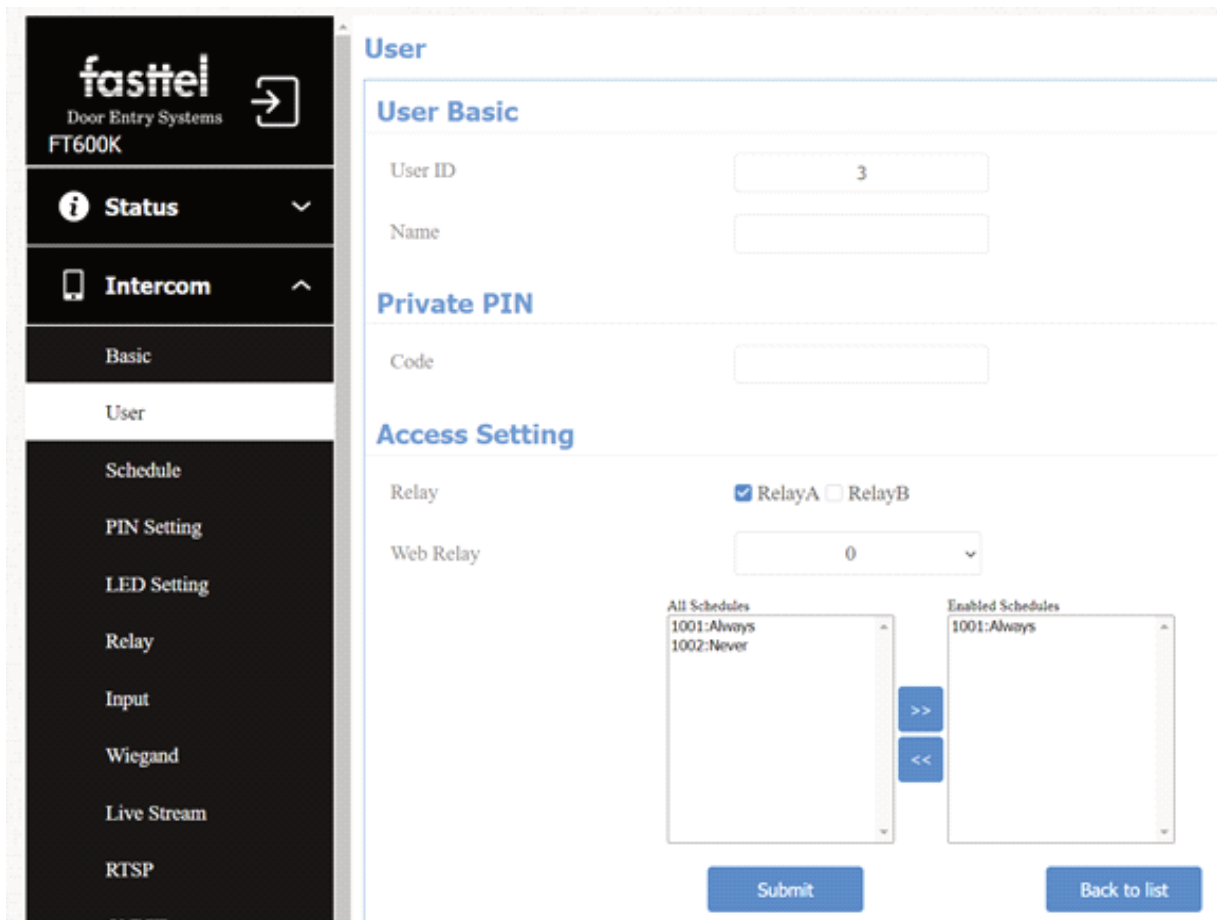 fasttel
Door Entry Systems
FT600K
Status
Intercom
Basic
User
Schedule
PIN Setting
LED Setting
Relay
Input
Wiegand
Live Stream
RTSP
User
User Basic
User ID 3
Name
Private PIN
Code
Access Setting
Relay RelayA RelayB
Web Relay 0
All Schedules Enabled Schedules
1001:Always 1001:Always
1002:Never
>>
<<
Submit Back to list